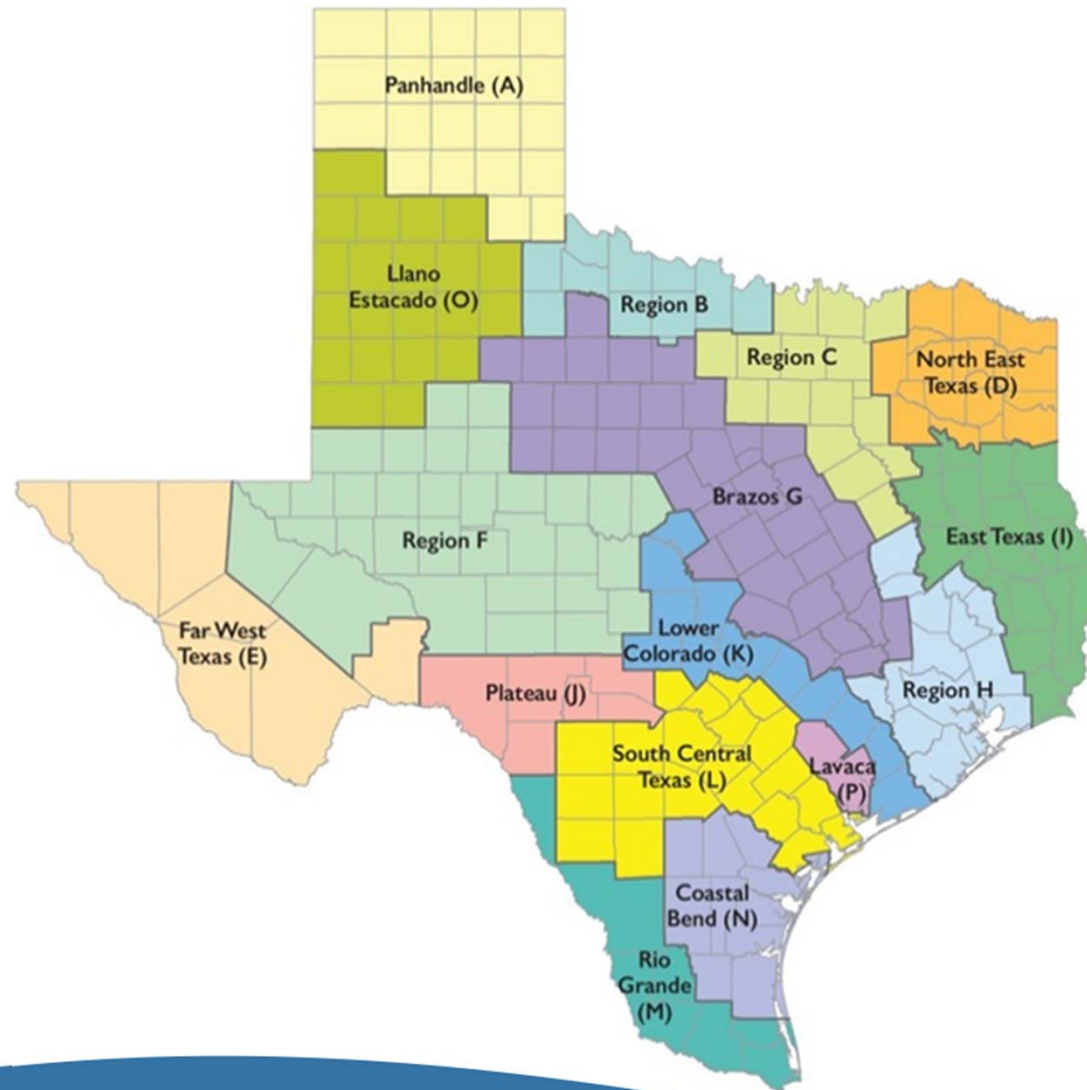 Panhandle (A)
Llano
Estacado (O)
Region B
Region C
North East
Texas (D)
Brazos G
Region F
East Texas (I)
Far West
Texas (E)
Lower
Colorado (K)
Plateau (J)
Region H
South Central
Texas (L)
Lavaca
(P)
Coastal
Bend (N)
Rio
Grande
(M)